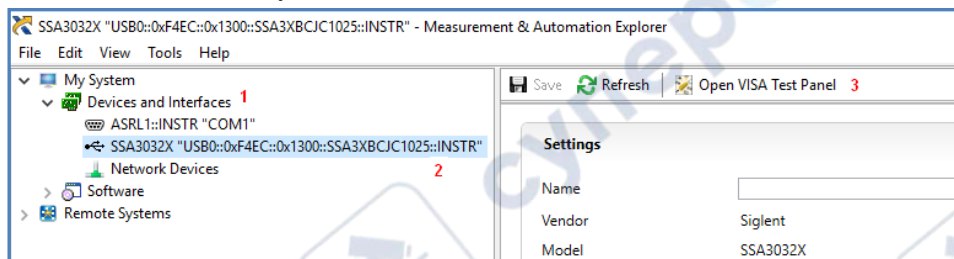 SSA3032X "USB0::0xF4EC::0x1300::SSA3XBCJC1025::INSTR" - Measurement & Automation Explorer
File Edit View Tools Help
My System
Devices and Interfaces 1
ASRL1::INSTR "COM1"
SSA3032X "USB0::0xF4EC::0x1300::SSA3XBCJC1025::INSTR"
2
Network Devices
Software
Remote Systems
Save Refresh Open VISA Test Panel 3
Settings
Name
Vendor Siglent
Model SSA3032X